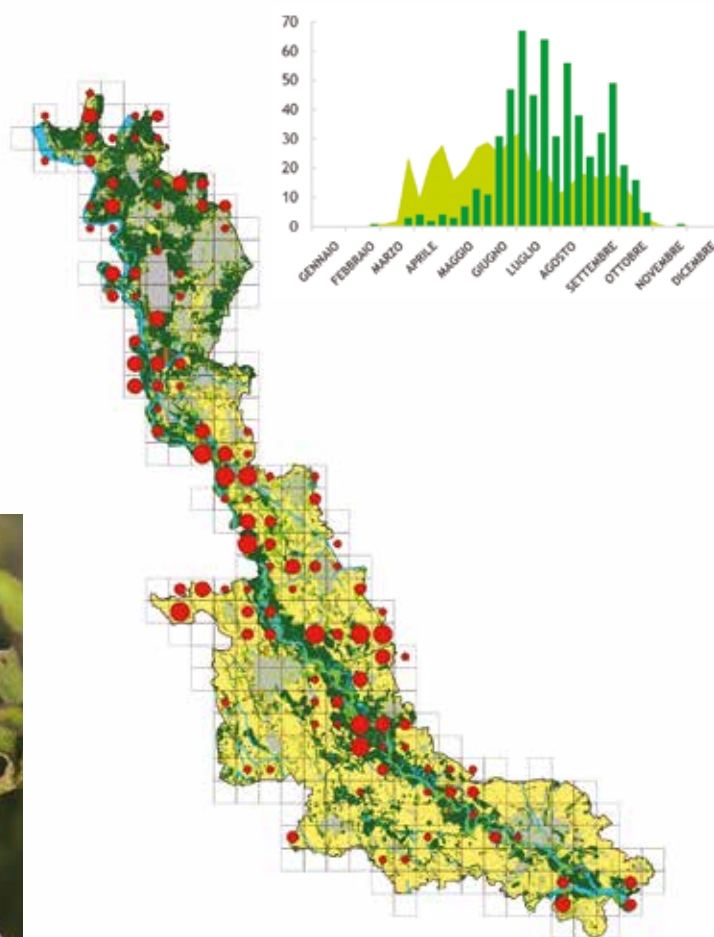 70
60
50
40
30
20
10
0
GENNAIO
FEBBRAIO
MARZO
APRILE
MAGGIO
GIUGNO
LUGLIO
AGOSTO
SETTEMBRE
OTTOBRE
NOVEMBRE
DICEMBRE